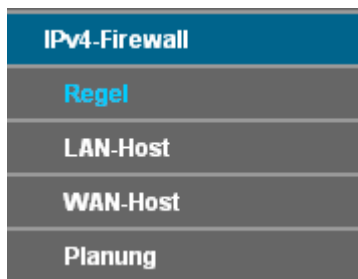 IPv4-Firewall
Regel
LAN-Host
WAN-Host
Planung